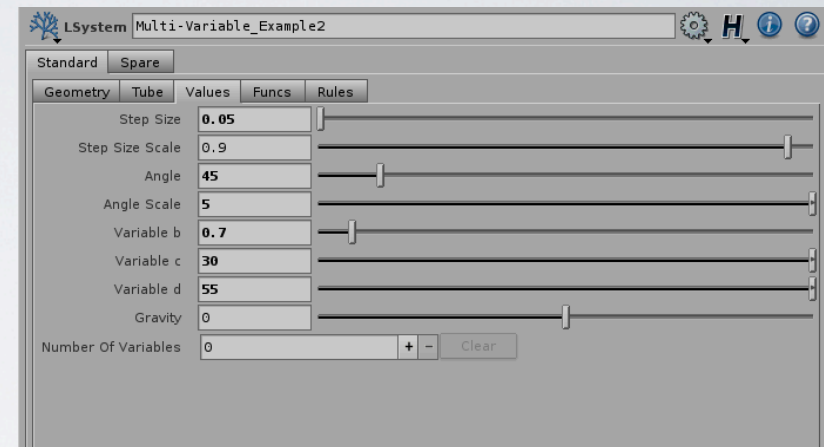 LSystem Multi-Variable_Example2
Standard Spare
Geometry Tube Values Funcs Rules
Step Size 0.05
Step Size Scale 0.9
Angle 45
Angle Scale 5
Variable b 0.7
Variable c 30
Variable d 55
Gravity 0
Number Of Variables 0 + - Clear